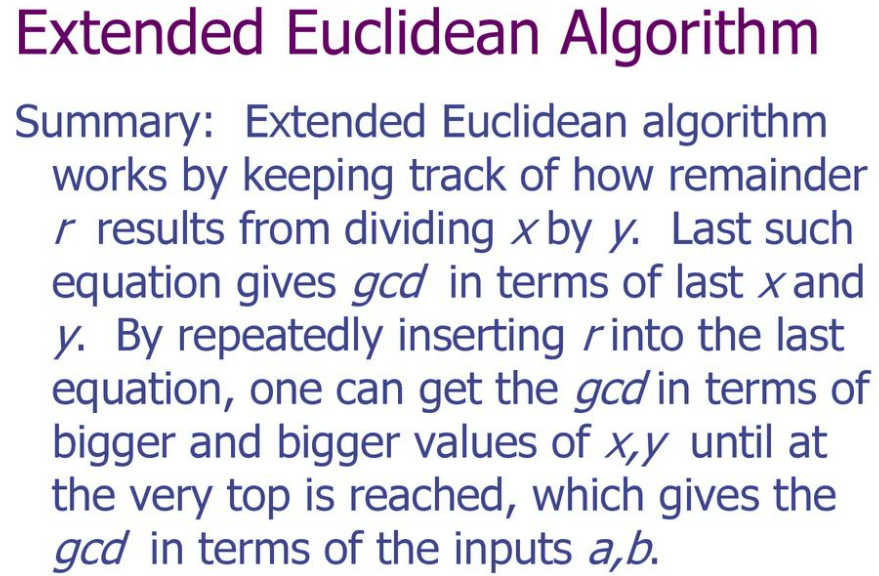 Extended Euclidean Algorithm
Summary: Extended Euclidean algorithm
works by keeping track of how remainder
r results from dividing x by y. Last such
equation gives gcd in terms of last x and
y. By repeatedly inserting r into the last
equation, one can get the gcd in terms of
bigger and bigger values of x,y until at
the very top is reached, which gives the
gcd in terms of the inputs a,b.